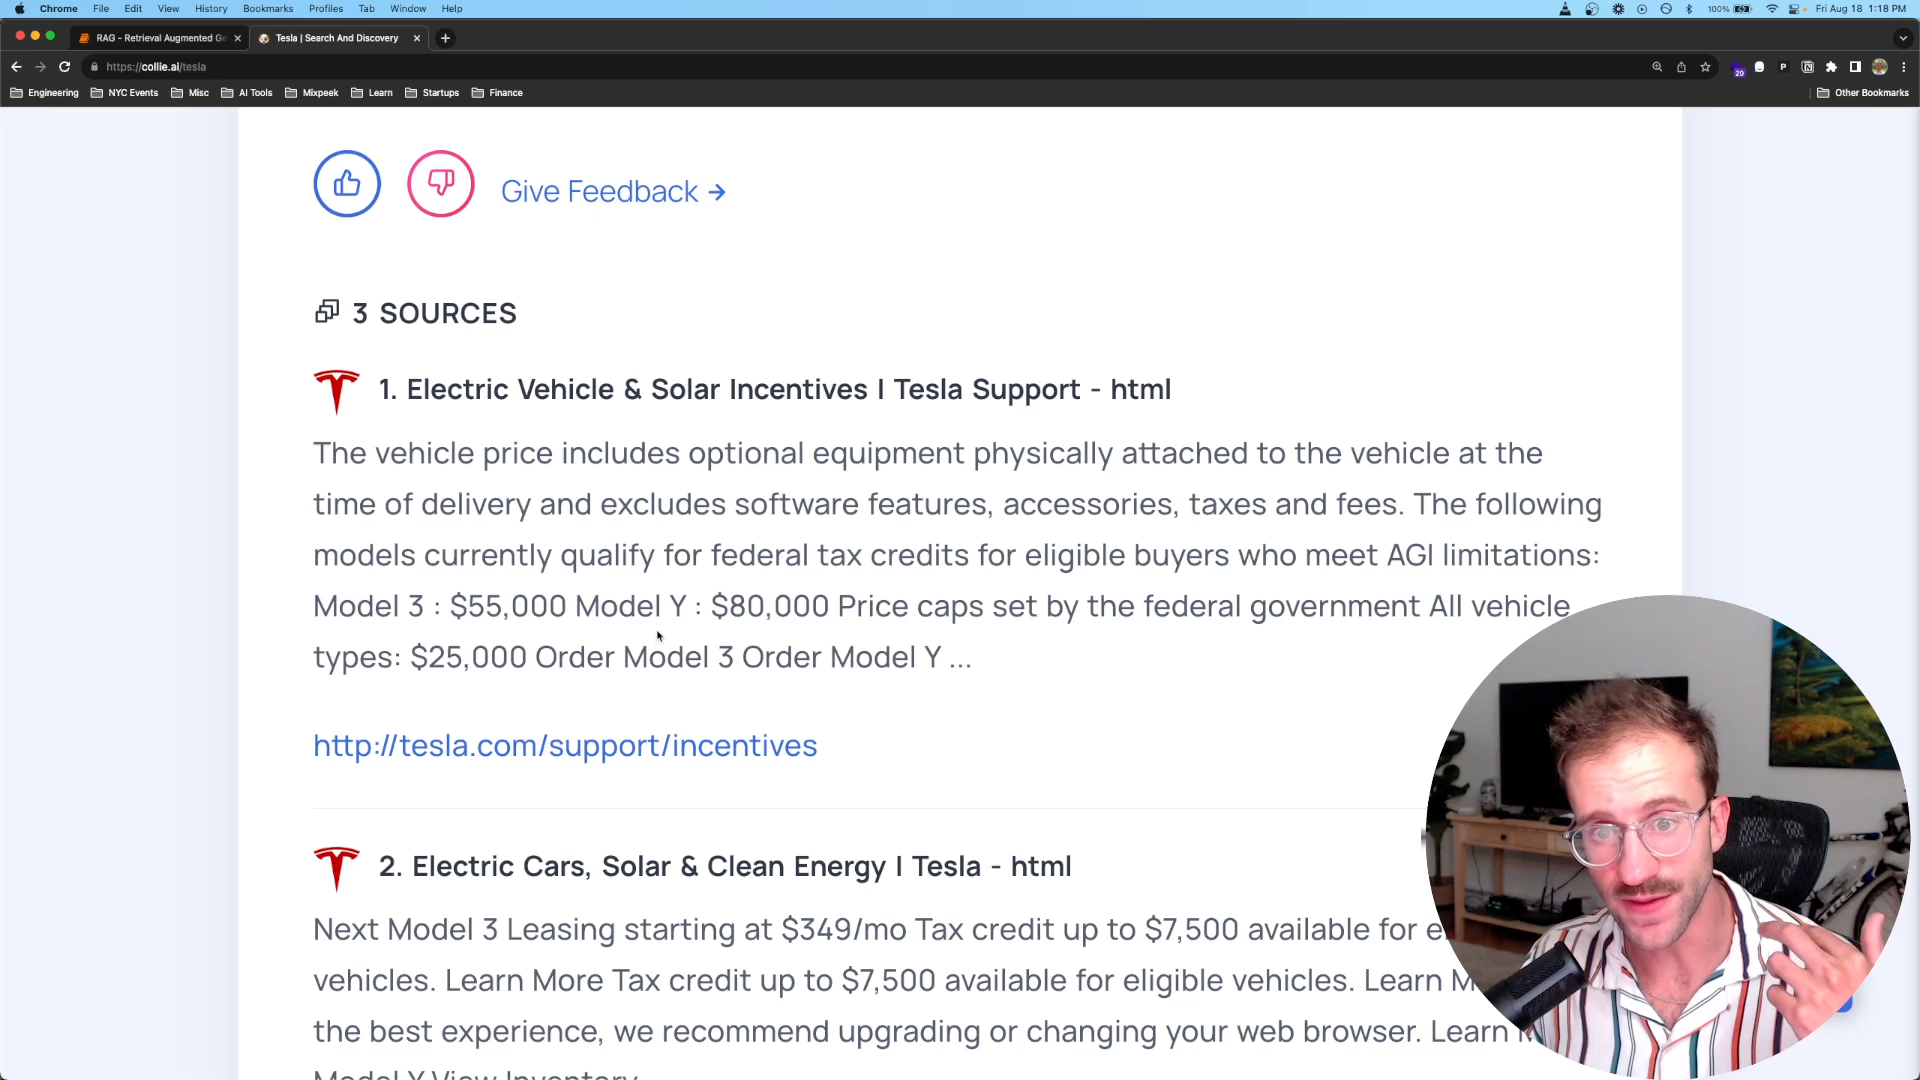 Chrome File Edit View History Bookmarks Profiles Tab Window Help 100% Fri Aug 18 1:18 PM
RAG - Retrieval Augmented Ge Tesla | Search And Discovery
https://collie.ai/tesla 20 P
Engineering NYC Events Misc AI Tools Mixpeek Learn Startups Finance Other Bookmarks
Give Feedback →
3 SOURCES
1. Electric Vehicle & Solar Incentives | Tesla Support - html
The vehicle price includes optional equipment physically attached to the vehicle at the
time of delivery and excludes software features, accessories, taxes and fees. The following
models currently qualify for federal tax credits for eligible buyers who meet AGI limitations:
Model 3 : $55,000 Model Y : $80,000 Price caps set by the federal government All vehicle
types: $25,000 Order Model 3 Order Model Y ...
http://tesla.com/support/incentives
2. Electric Cars, Solar & Clean Energy | Tesla - html
Next Model 3 Leasing starting at $349/mo Tax credit up to $7,500 available for
vehicles. Learn More Tax credit up to $7,500 available for eligible vehicles. Learn
the best experience, we recommend upgrading or changing your web browser. Learn
Model Y View Inventory
TREK